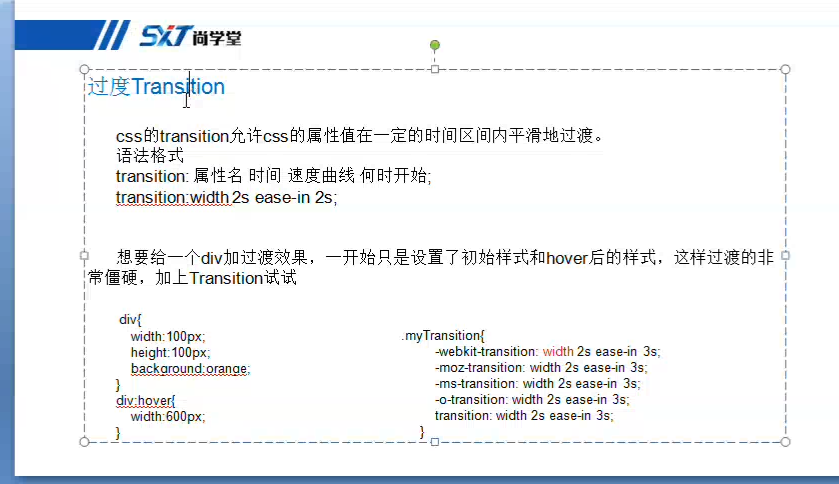 SXT尚学堂
过度Transition
css的transition允许css的属性值在一定的时间区间内平滑地过渡。
语法格式
transition: 属性名 时间 速度曲线 何时开始;
transition:width 2s ease-in 2s;
想要给一个div加过渡效果，一开始只是设置了初始样式和hover后的样式，这样过渡的非
常僵硬，加上Transition试试
div{
width:100px;
height:100px;
background:orange;
}
div:hover{
width:600px;
}
.myTransition{
-webkit-transition: width 2s ease-in 3s;
-moz-transition: width 2s ease-in 3s;
-ms-transition: width 2s ease-in 3s;
-o-transition: width 2s ease-in 3s;
transition: width 2s ease-in 3s;
}